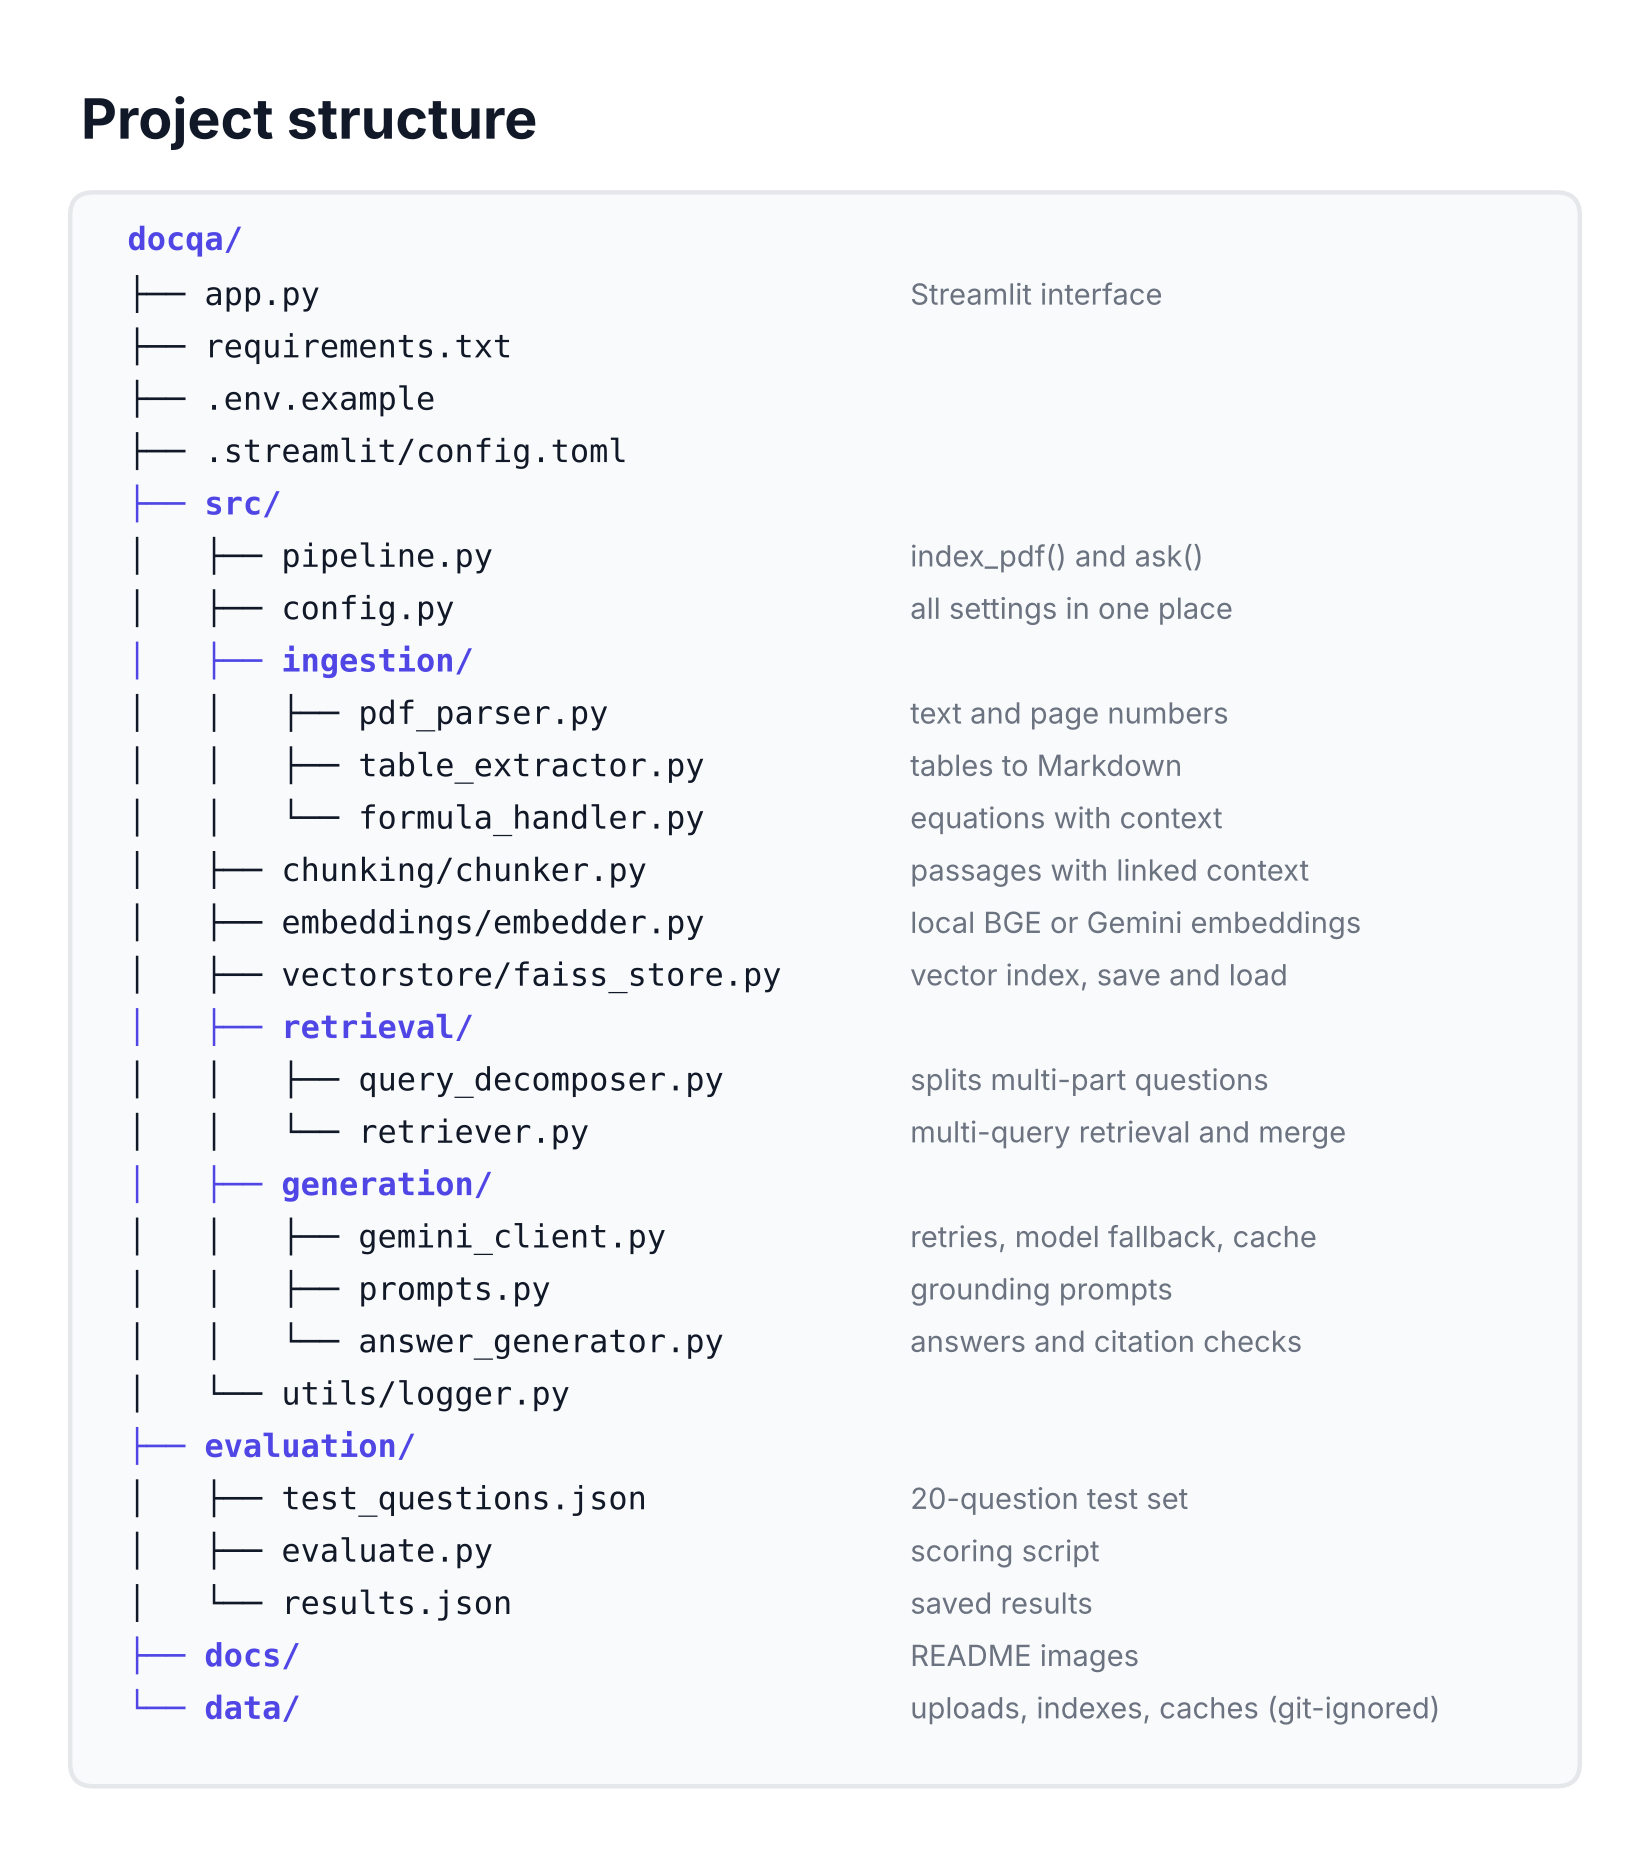 Project structure
docqa/
├── app.py Streamlit interface
├── requirements.txt
├── .env.example
├── .streamlit/config.toml
├── src/
│   ├── pipeline.py index_pdf() and ask()
│   ├── config.py all settings in one place
│   ├── ingestion/
│   │   ├── pdf_parser.py text and page numbers
│   │   ├── table_extractor.py tables to Markdown
│   │   └── formula_handler.py equations with context
│   ├── chunking/chunker.py passages with linked context
│   ├── embeddings/embedder.py local BGE or Gemini embeddings
│   ├── vectorstore/faiss_store.py vector index, save and load
│   ├── retrieval/
│   │   ├── query_decomposer.py splits multi-part questions
│   │   └── retriever.py multi-query retrieval and merge
│   ├── generation/
│   │   ├── gemini_client.py retries, model fallback, cache
│   │   ├── prompts.py grounding prompts
│   │   └── answer_generator.py answers and citation checks
│   └── utils/logger.py
├── evaluation/
│   ├── test_questions.json 20-question test set
│   ├── evaluate.py scoring script
│   └── results.json saved results
├── docs/ README images
└── data/ uploads, indexes, caches (git-ignored)